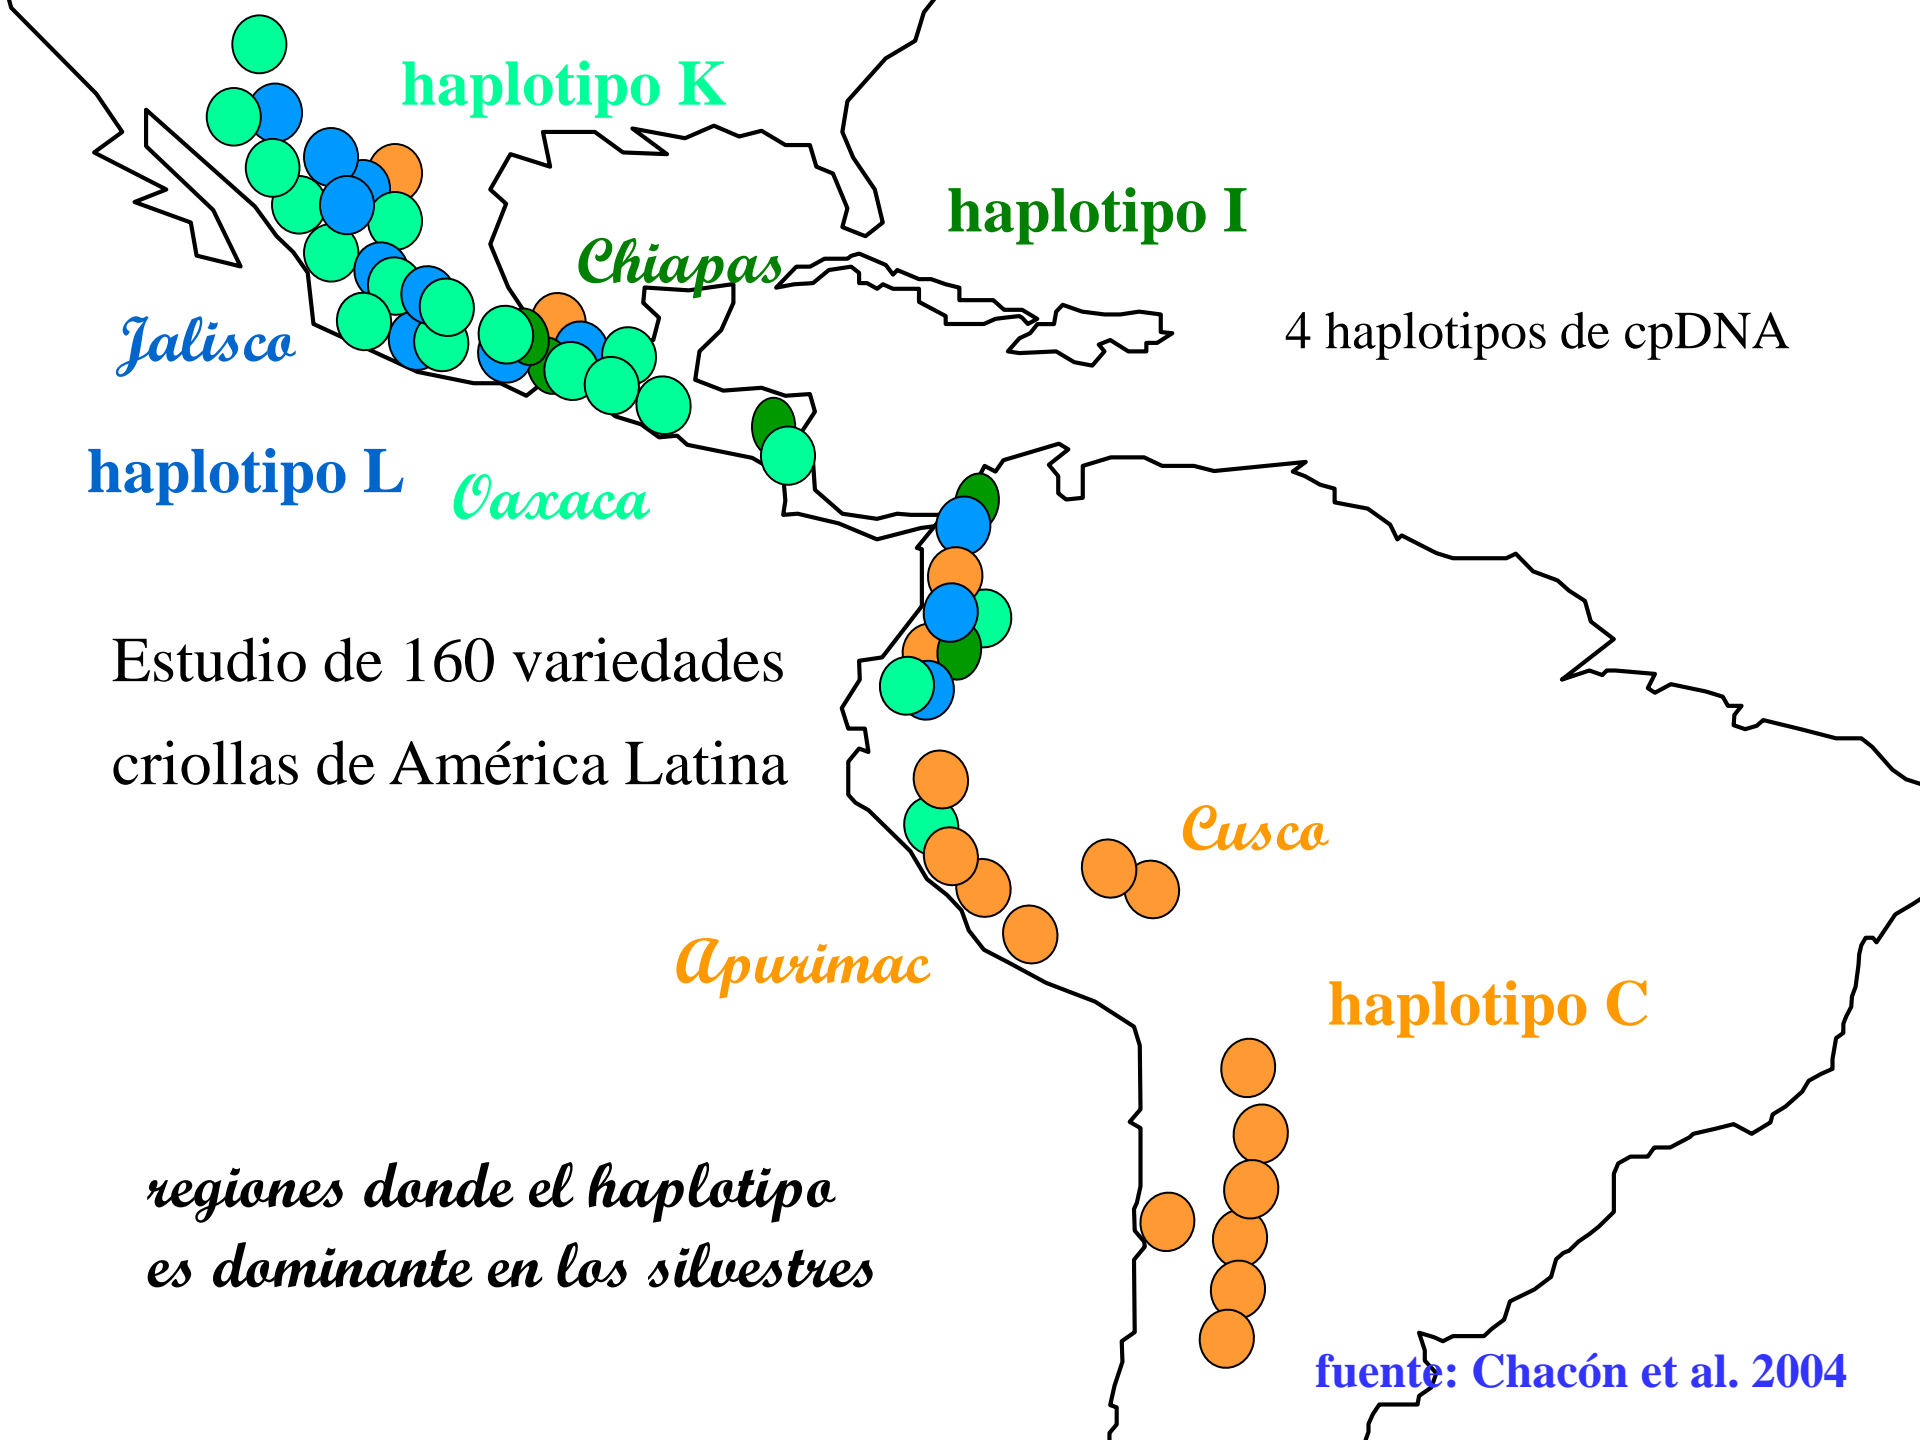 haplotipo K
haplotipo I
Chiapas
4 haplotipos de cpDNA
Jalisco
haplotipo L
Oaxaca
Estudio de 160 variedades
criollas de América Latina
Cusco
Apurimac
haplotipo C
regiones donde el haplotipo
es dominante en los silvestres
fuente: Chacón et al. 2004